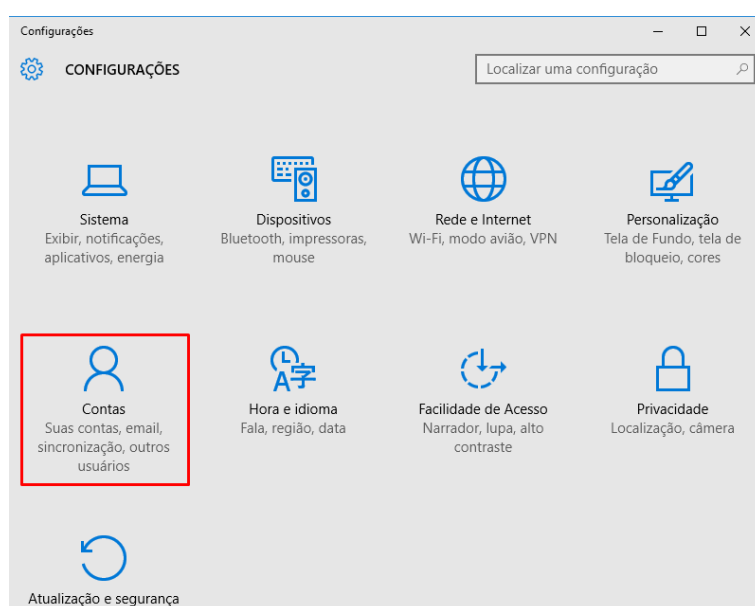 Configurações
CONFIGURAÇÕES
Localizar uma configuração
Sistema
Exibir, notificações,
aplicativos, energia
Dispositivos
Bluetooth, impressoras,
mouse
Rede e Internet
Wi-Fi, modo avião, VPN
Personalização
Tela de Fundo, tela de
bloqueio, cores
Contas
Suas contas, email,
sincronização, outros
usuários
Hora e idioma
Fala, região, data
Facilidade de Acesso
Narrador, lupa, alto
contraste
Privacidade
Localização, câmera
Atualização e segurança